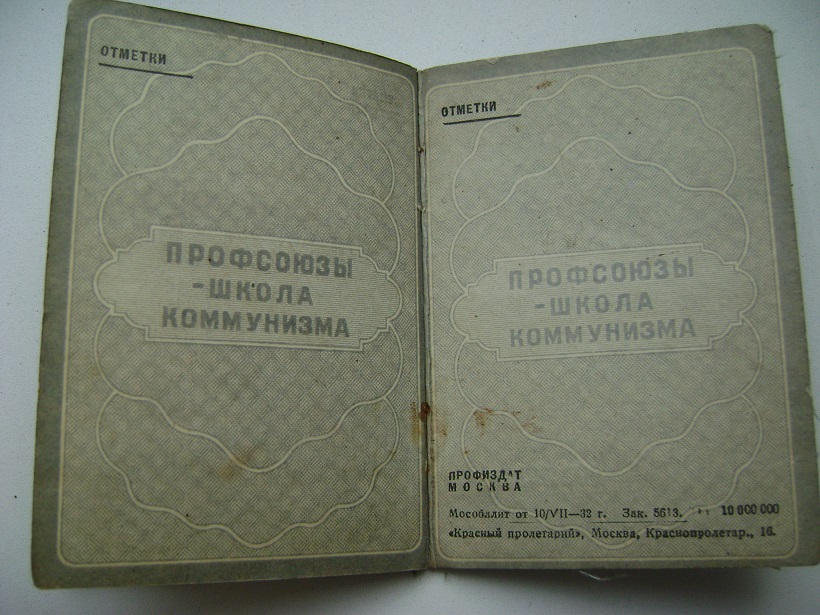 ОТМЕТКИ
ПРОФСОЮЗЫ
-ШКОЛА
КОММУНИЗМА
ОТМЕТКИ
ПРОФСОЮЗЫ
-ШКОЛА
КОММУНИЗМА
ПРОФИЗДАТ
МОСКВА
Мособллит от 10/VII—32 г. Зак. 5613. 10 000 000
«Красный пролетарий», Москва, Краснопролетар., 16.